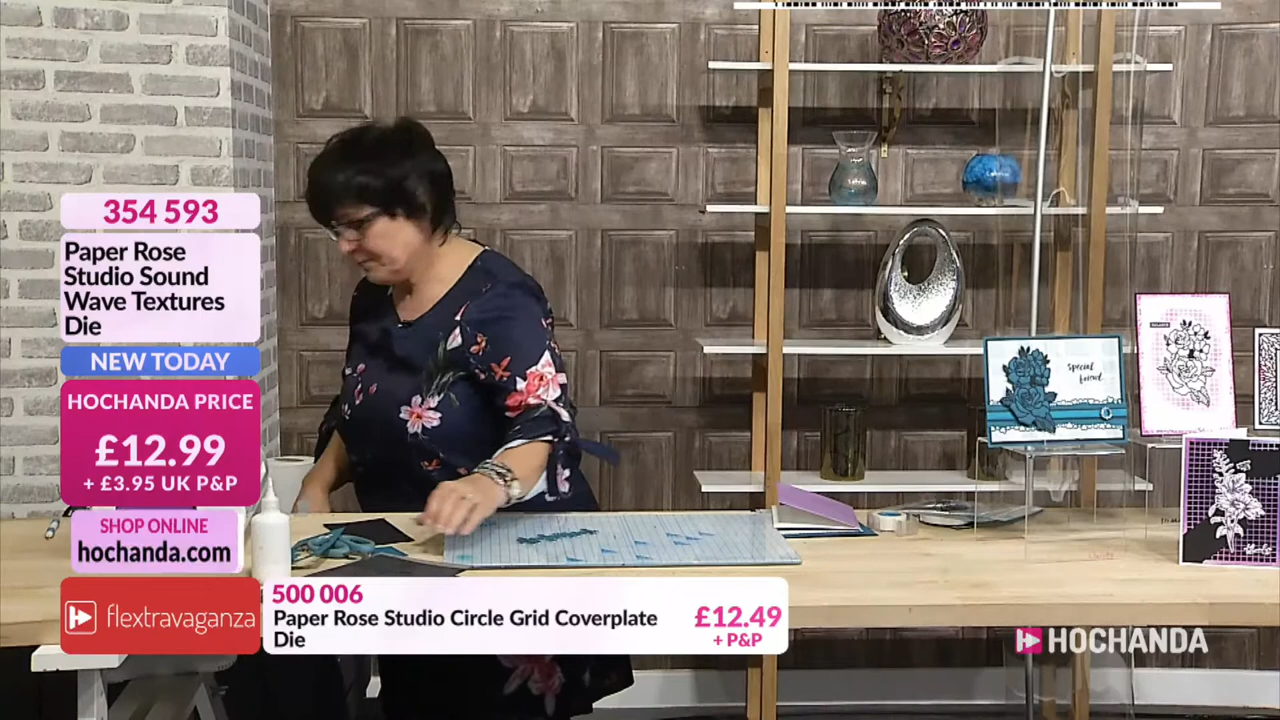 354 593
Paper Rose
Studio Sound
Wave Textures
Die
NEW TODAY
HOCHANDA PRICE
£12.99
+ £3.95 UK P&P
SHOP ONLINE
hochanda.com
flextravaganza
500 006
Paper Rose Studio Circle Grid Coverplate
Die
£12.49
+ P&P
special
friend
HOCHANDA